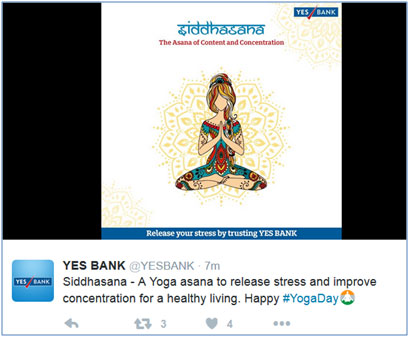 YES BANK
siddhasana
The Asana of Content and Concentration
Release your stress by trusting YES BANK
YES BANK
YES BANK @YESBANK · 7m
Siddhasana - A Yoga asana to release stress and improve
concentration for a healthy living. Happy #YogaDay
3 4